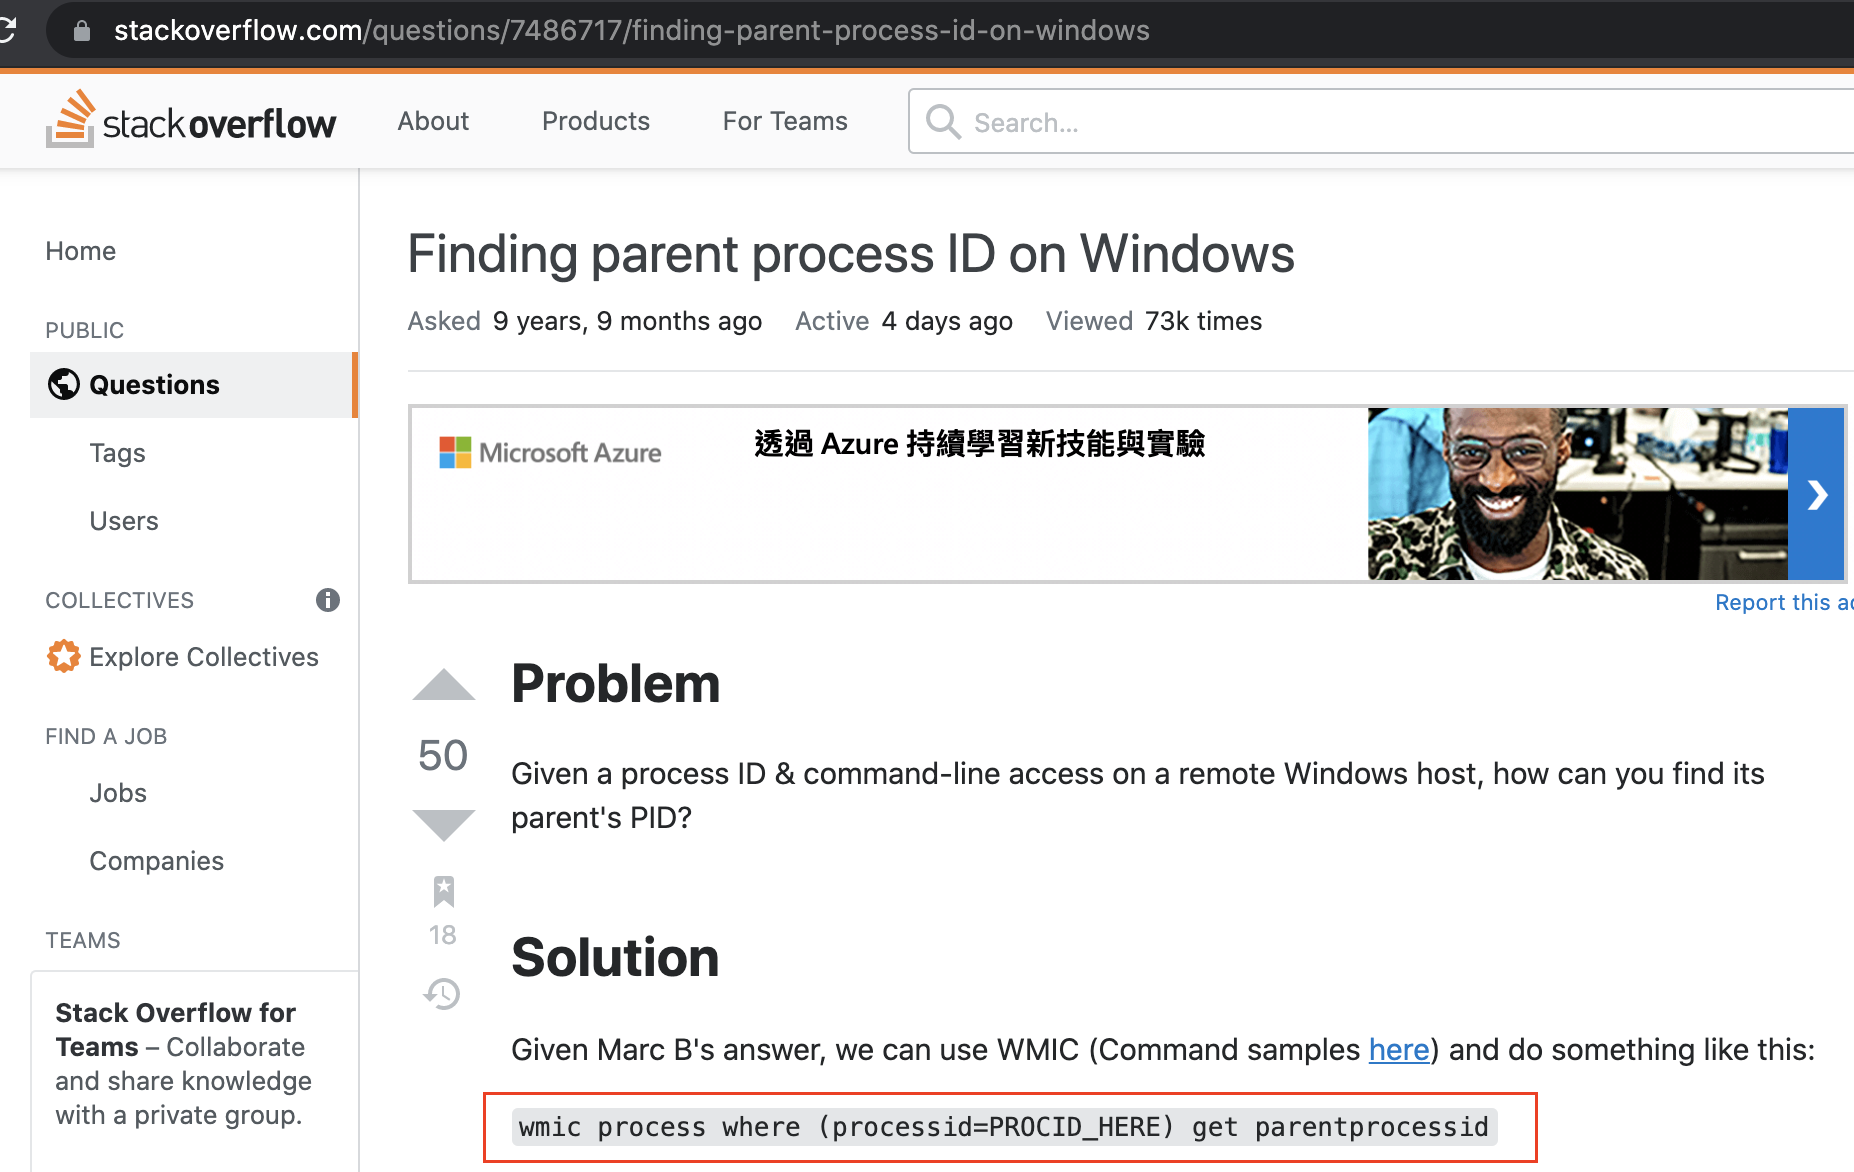 stackoverflow.com/questions/7486717/finding-parent-process-id-on-windows
stackoverflow
About
Products
For Teams
Search...
Home
PUBLIC
Questions
Tags
Users
COLLECTIVES
Explore Collectives
FIND A JOB
Jobs
Companies
TEAMS
Stack Overflow for
Teams – Collaborate
and share knowledge
with a private group.
Finding parent process ID on Windows
Asked 9 years, 9 months ago Active 4 days ago Viewed 73k times
Microsoft Azure
透過 Azure 持續學習新技能與實驗
Report this
Problem
50
Given a process ID & command-line access on a remote Windows host, how can you find its
parent's PID?
18
Solution
Given Marc B's answer, we can use WMIC (Command samples here) and do something like this:
wmic process where (processid=PROCID_HERE) get parentprocessid